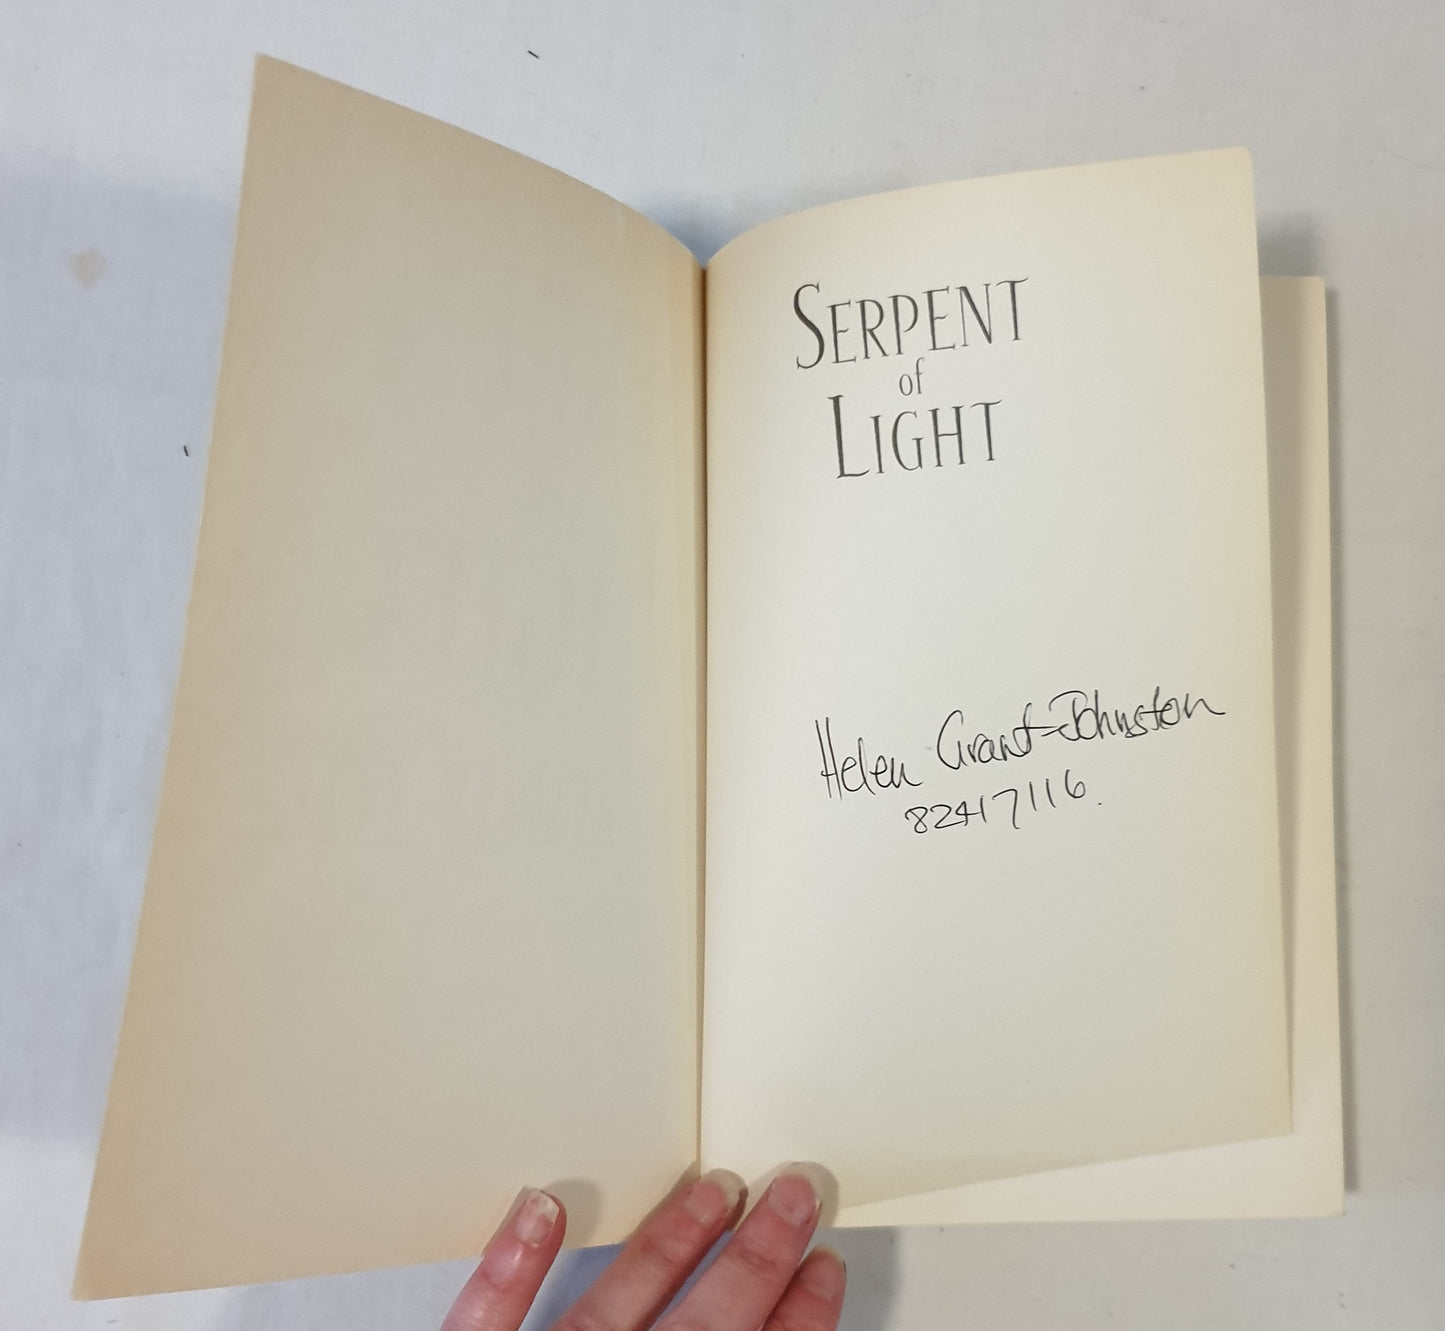 SERPENT
of
LIGHT
Helen Grant-Johnston
82417116.